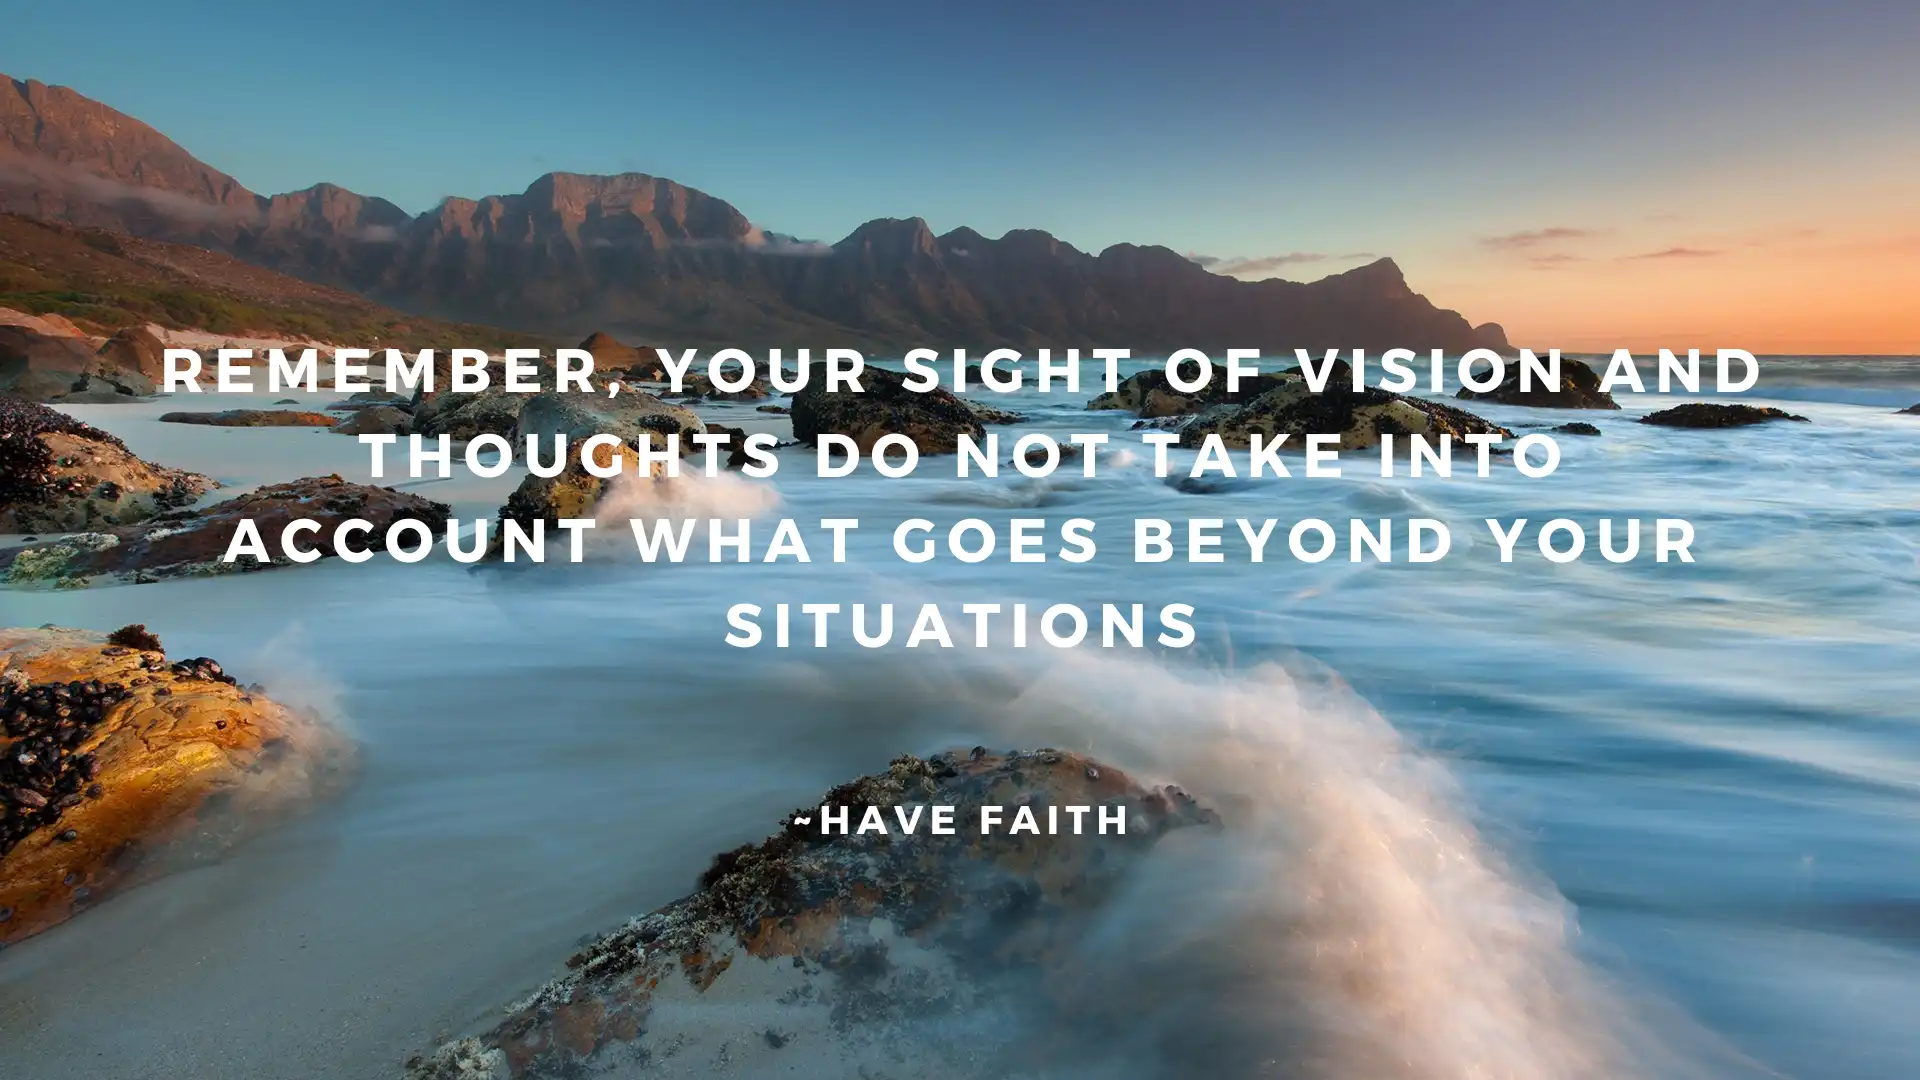 REMEMBER, YOUR SIGHT OF VISION AND
THOUGHTS DO NOT TAKE INTO
ACCOUNT WHAT GOES BEYOND YOUR
SITUATIONS
~HAVE FAITH